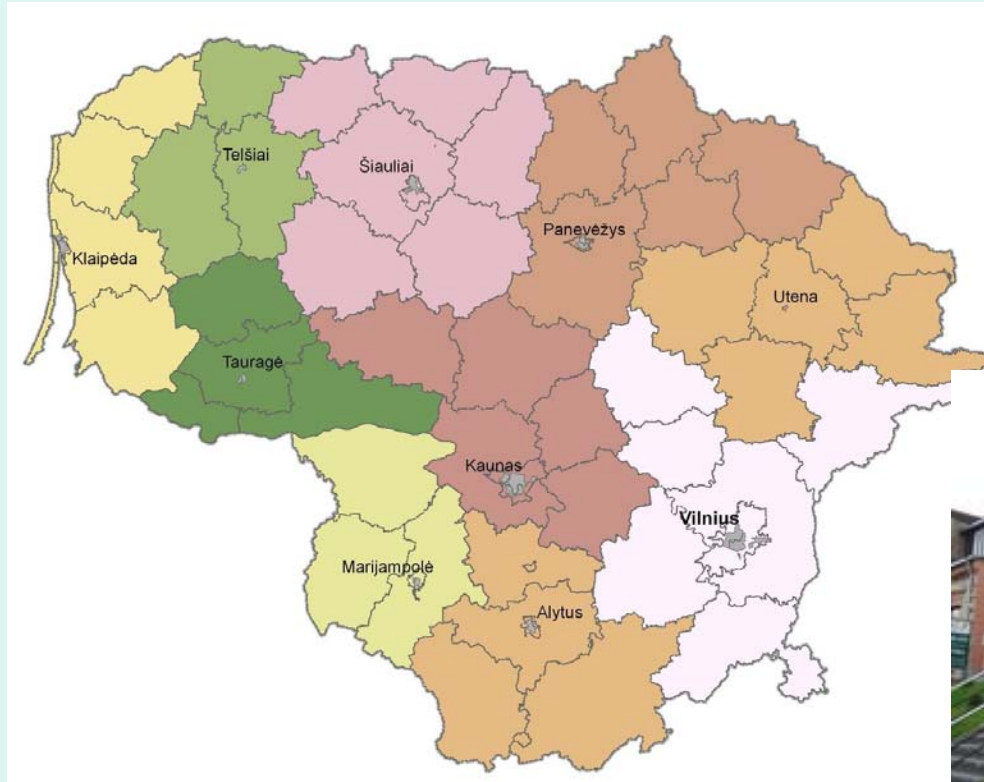 Telšiai
Šiauliai
Panevėžys
Klaipėda
Utena
Tauragė
Kaunas
Vilnius
Marijampolė
Alytus